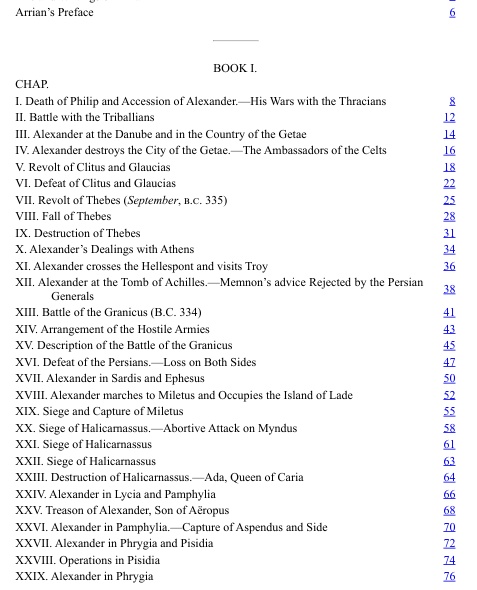 Arrian's Preface 6
BOOK I.
CHAP.
I. Death of Philip and Accession of Alexander.—His Wars with the Thracians 8
II. Battle with the Triballians 12
III. Alexander at the Danube and in the Country of the Getae 14
IV. Alexander destroys the City of the Getae.—The Ambassadors of the Celts 16
V. Revolt of Clitus and Glaucias 18
VI. Defeat of Clitus and Glaucias 22
VII. Revolt of Thebes (September, B.C. 335) 25
VIII. Fall of Thebes 28
IX. Destruction of Thebes 31
X. Alexander's Dealings with Athens 34
XI. Alexander crosses the Hellespont and visits Troy 36
XII. Alexander at the Tomb of Achilles.—Memnon's advice Rejected by the Persian
Generals 38
XIII. Battle of the Granicus (B.C. 334) 41
XIV. Arrangement of the Hostile Armies 43
XV. Description of the Battle of the Granicus 45
XVI. Defeat of the Persians.—Loss on Both Sides 47
XVII. Alexander in Sardis and Ephesus 50
XVIII. Alexander marches to Miletus and Occupies the Island of Lade 52
XIX. Siege and Capture of Miletus 55
XX. Siege of Halicarnassus.—Abortive Attack on Myndus 58
XXI. Siege of Halicarnassus 61
XXII. Siege of Halicarnassus 63
XXIII. Destruction of Halicarnassus.—Ada, Queen of Caria 64
XXIV. Alexander in Lycia and Pamphylia 66
XXV. Treason of Alexander, Son of Aëropus 68
XXVI. Alexander in Pamphylia.—Capture of Aspendus and Side 70
XXVII. Alexander in Phrygia and Pisidia 72
XXVIII. Operations in Pisidia 74
XXIX. Alexander in Phrygia 76